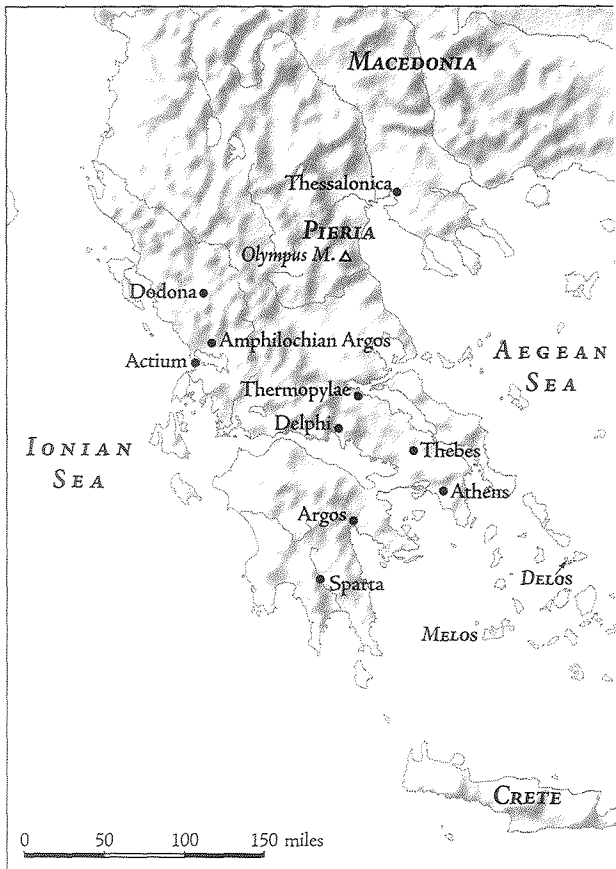 MACEDONIA
Thessalonica
PIERIA
Olympus M.
Dodona
Amphilochian Argos
Actium
AEGEAN
SEA
Thermopylae
Delphi
IONIAN
SEA
Thebes
Athens
Argos
DELOS
Sparta
MELOS
CRETE
0 50 100 150 miles